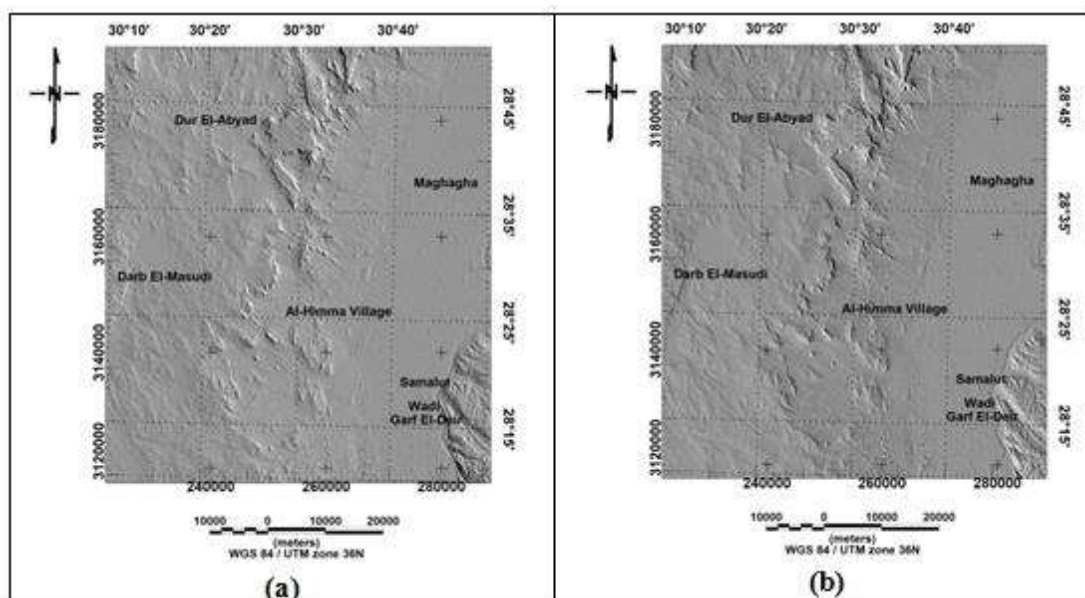 30°10' 30°20' 30°30' 30°40'
N
3180000
28°45'
Dur El-Abyad
Maghagha
3160000
28°35'
Darb El-Masudi
Al-Himma Village
28°25'
3140000
Samalut
Wadi
Garf El-Deir
28°15'
3120000
240000 260000 280000
10000 0 10000 20000
(meters)
WGS 84 / UTM zone 36N
(a)
30°10' 30°20' 30°30' 30°40'
N
3180000
28°45'
Dur El-Abyad
Maghagha
3160000
28°35'
Darb El-Masudi
Al-Himma Village
28°25'
3140000
Samalut
Wadi
Garf El-Deir
28°15'
3120000
240000 260000 280000
10000 0 10000 20000
(meters)
WGS 84 / UTM zone 36N
(b)